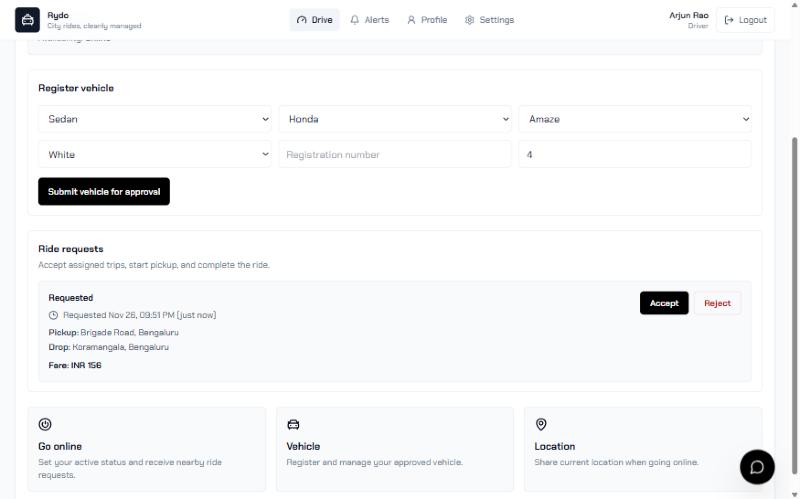 Rydo
City rides, cleanly managed
Drive
Alerts
Profile
Settings
Arjun Rao
Driver
Logout
Register vehicle
Sedan
Honda
Amaze
White
Registration number
4
Submit vehicle for approval
Ride requests
Accept assigned trips, start pickup, and complete the ride.
Requested
Accept
Reject
Requested Nov 26, 09:51 PM (just now)
Pickup: Brigade Road, Bengaluru
Drop: Koramangala, Bengaluru
Fare: INR 156
Go online
Set your active status and receive nearby ride
requests.
Vehicle
Register and manage your approved vehicle.
Location
Share current location when going online.